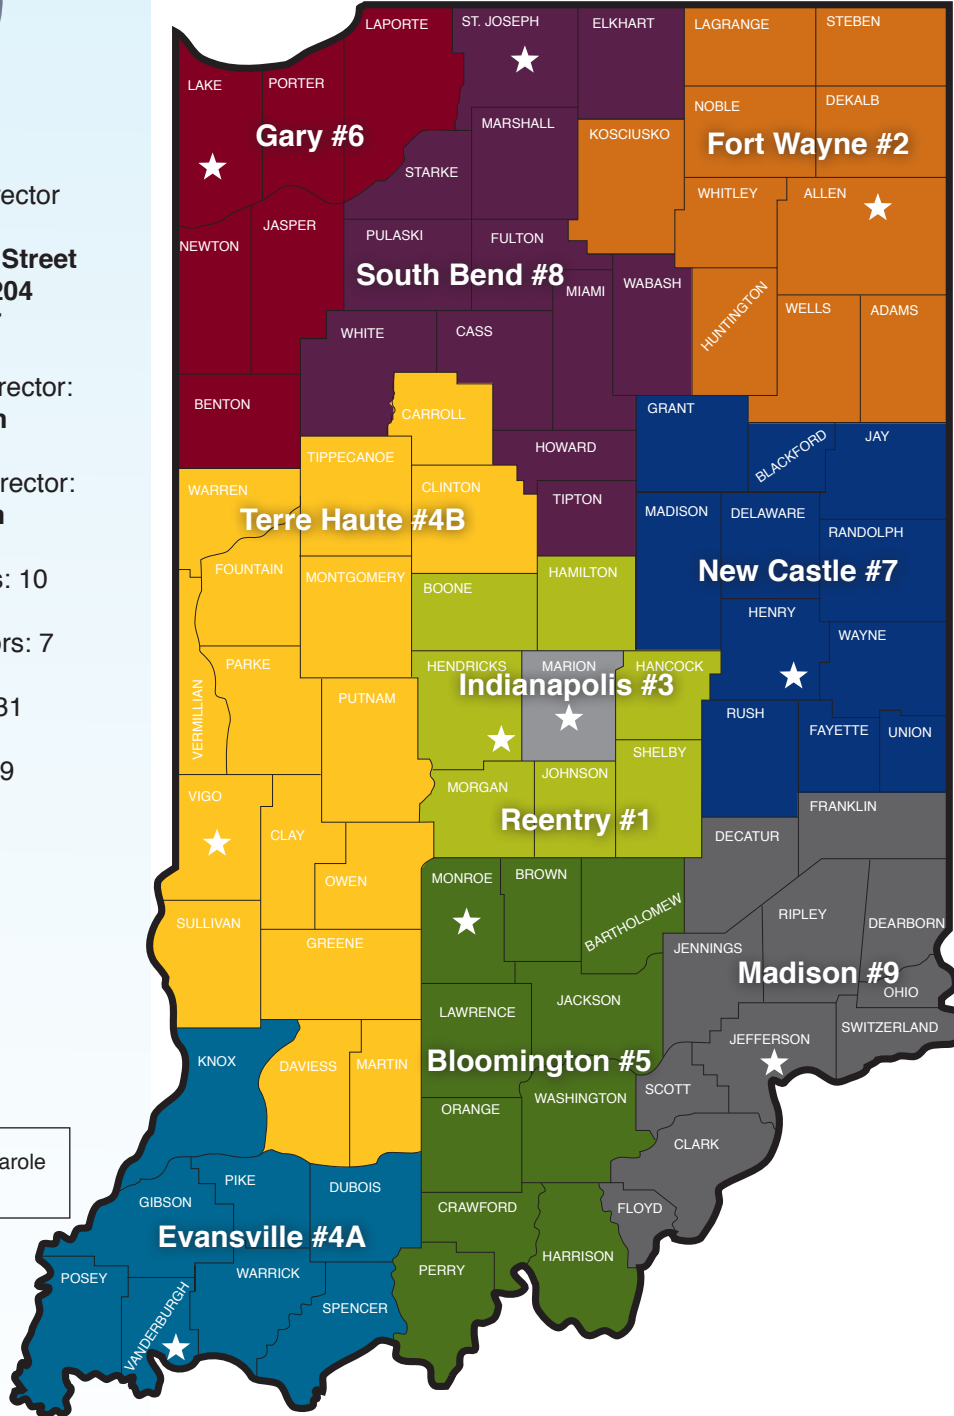 ector
Street
204
rector:
n
rector:
n
s: 10
ors: 7
31
9
arole
LAPORTE
ST. JOSEPH
ELKHART
LAGRANGE
STEBEN
LAKE
PORTER
NOBLE
DEKALB
MARSHALL
KOSCIUSKO
Gary #6
Fort Wayne #2
STARKE
WHITLEY
ALLEN
JASPER
PULASKI
FULTON
NEWTON
South Bend #8
MIAMI
WABASH
HUNTINGTON
WELLS
ADAMS
WHITE
CASS
BENTON
CARROLL
GRANT
BLACKFORD
JAY
HOWARD
TIPPECANOE
WARREN
CLINTON
TIPTON
MADISON
DELAWARE
Terre Haute #4B
RANDOLPH
FOUNTAIN
MONTGOMERY
BOONE
HAMILTON
New Castle #7
HENRY
WAYNE
PARKE
HENDRICKS
MARION
HANCOCK
Indianapolis #3
VERMILLION
PUTNAM
RUSH
FAYETTE
UNION
SHELBY
VIGO
MORGAN
JOHNSON
FRANKLIN
Reentry #1
CLAY
DECATUR
OWEN
MONROE
BROWN
BARTHOLOMEW
SULLIVAN
RIPLEY
DEARBORN
GREENE
JENNINGS
Madison #9
OHIO
LAWRENCE
JACKSON
SWITZERLAND
JEFFERSON
KNOX
DAVIESS
MARTIN
Bloomington #5
SCOTT
ORANGE
WASHINGTON
CLARK
PIKE
DUBOIS
GIBSON
CRAWFORD
FLOYD
Evansville #4A
HARRISON
POSEY
WARRICK
PERRY
VANDERBURGH
SPENCER